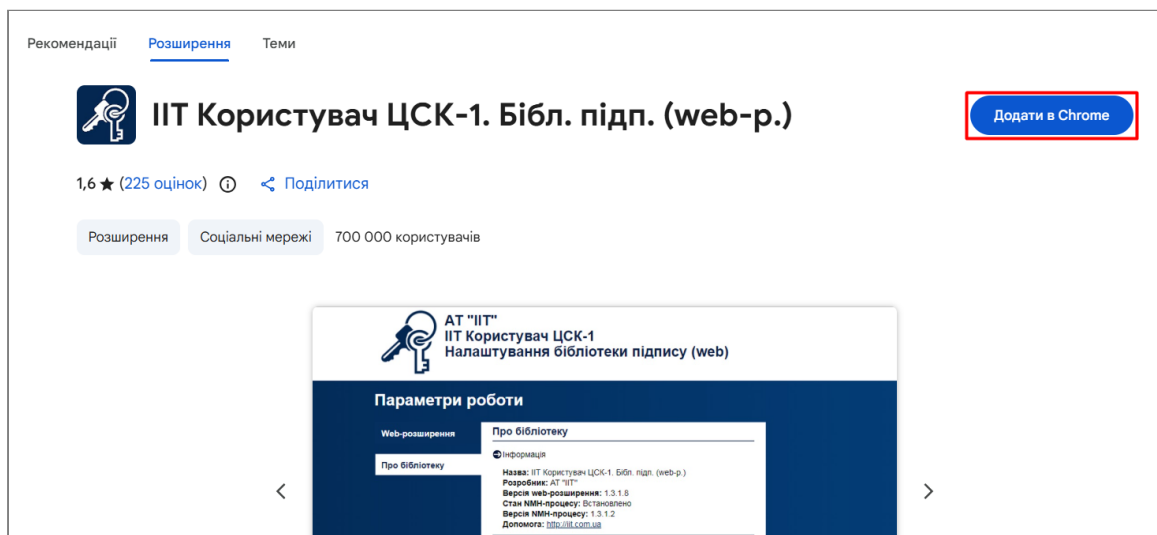 Рекомендації Розширення Теми
ІІТ Користувач ЦСК-1. Бібл. підп. (web-р.)
Додати в Chrome
1,6 ★ (225 оцінок) Поділитися
Розширення Соціальні мережі 700 000 користувачів
АТ "ІІТ"
ІІТ Користувач ЦСК-1
Налаштування бібліотеки підпису (web)
Параметри роботи
Web-розширення
Про бібліотеку
Про бібліотеку
Інформація
Назва: ІІТ Користувач ЦСК-1. Бібл. підп. (web-р.)
Розробник: АТ "ІІТ"
Версія web-розширення: 1.3.1.8
Стан NMH-процесу: Встановлено
Версія NMH-процесу: 1.3.1.2
Допомога: http://iit.com.ua